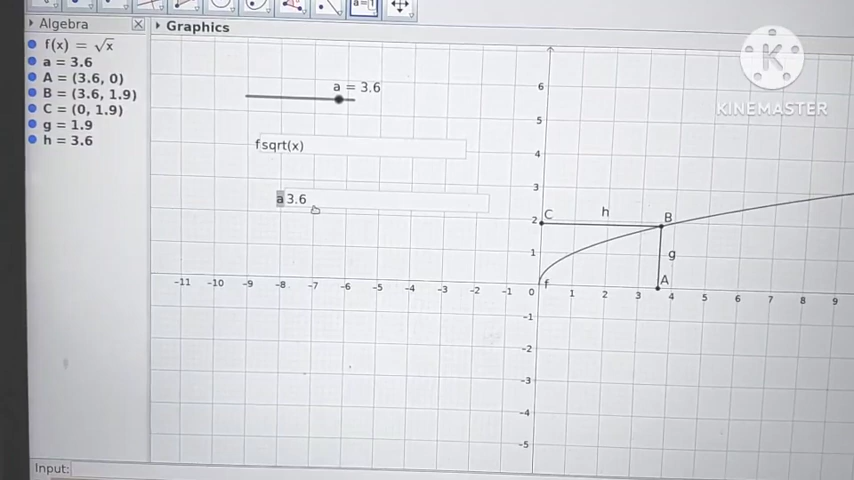 Algebra
Graphics
f(x) = √x
a = 3.6
A = (3.6, 0)
B = (3.6, 1.9)
C = (0, 1.9)
g = 1.9
h = 3.6
a = 3.6
f sqrt(x)
a 3.6
K
KINEMASTER
6
5
4
3
2
1
C
h
B
g
A
f
-11 -10 -9 -8 -7 -6 -5 -4 -3 -2 -1 0 1 2 3 4 5 6 7 8 9
-1
-2
-3
-4
-5
Input:
a=1